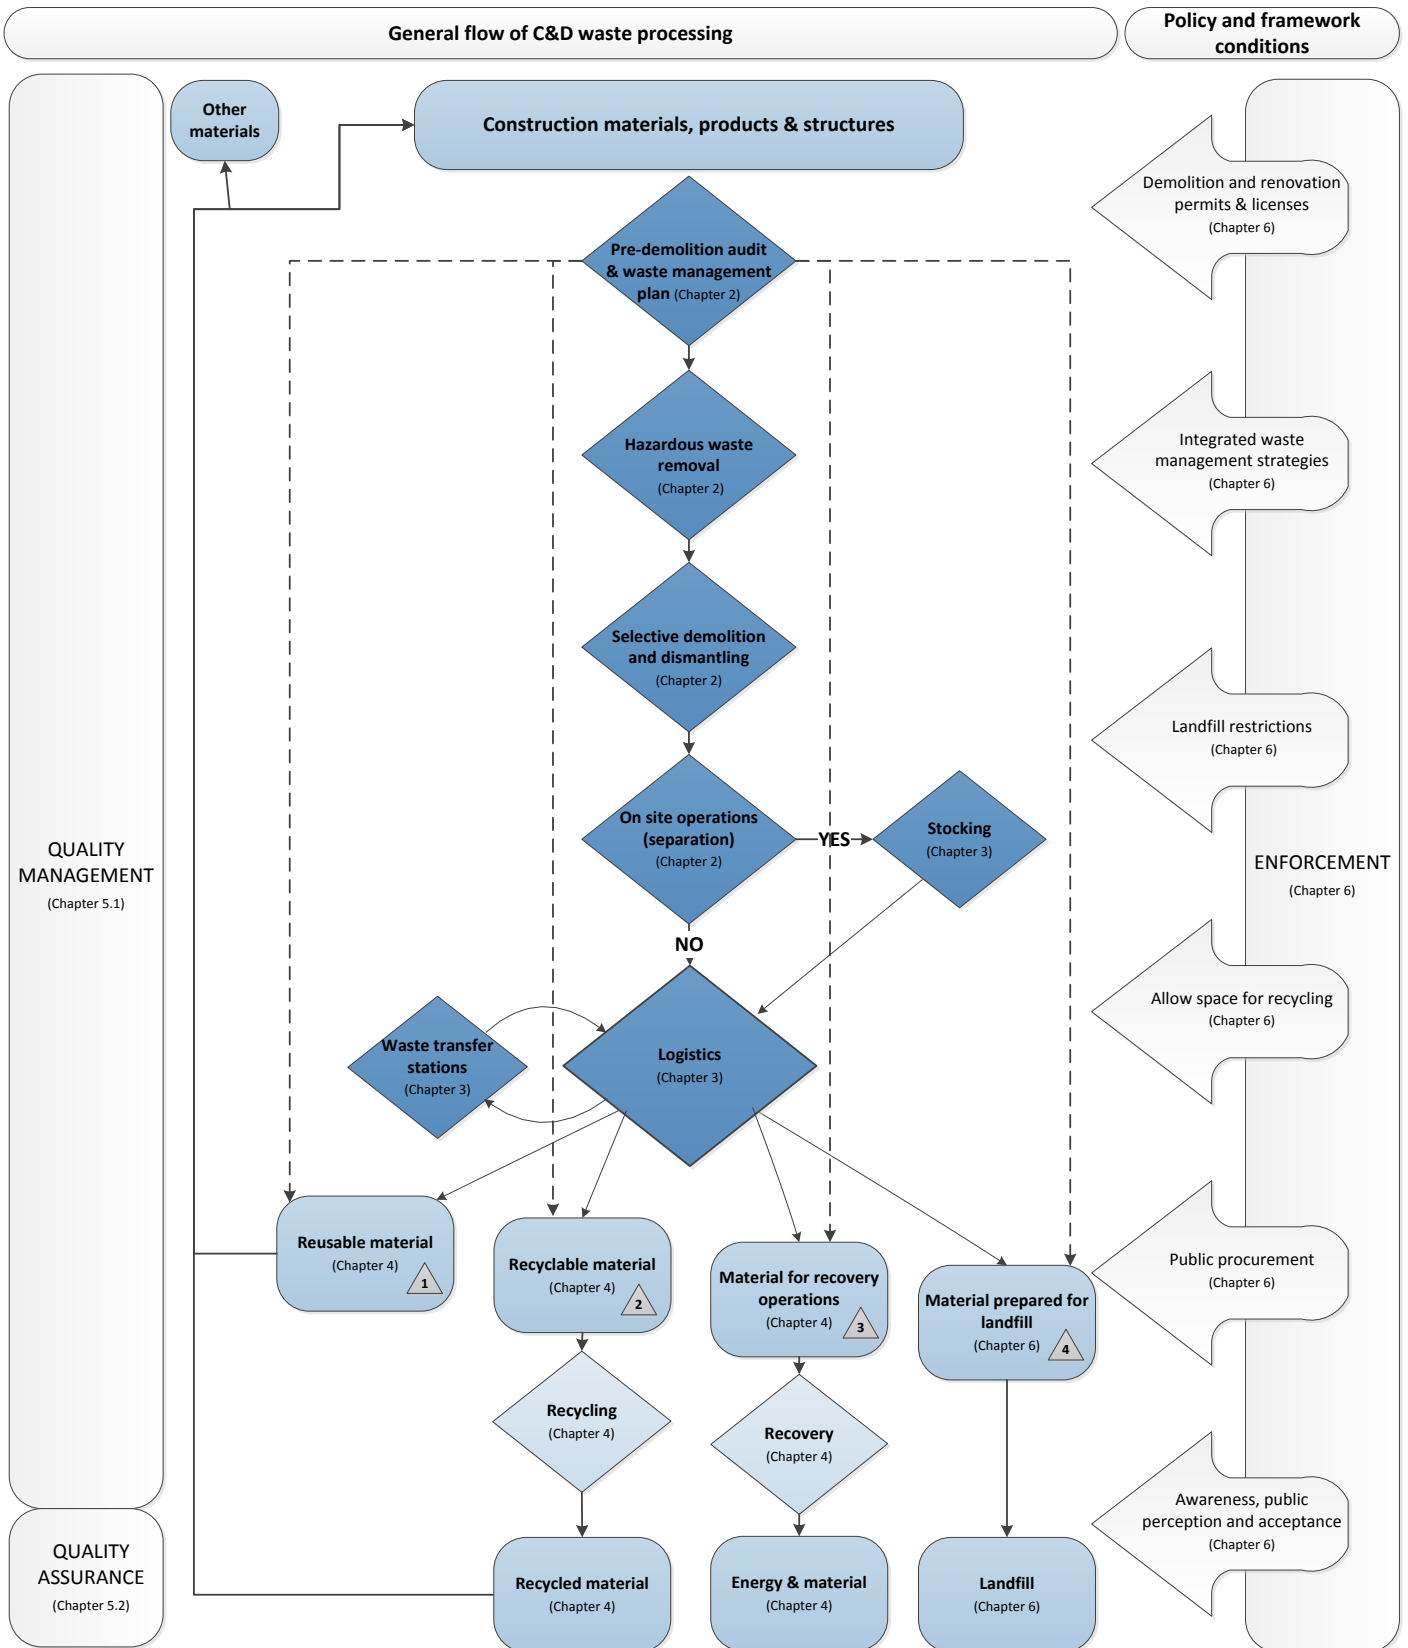 General flow of C&D waste processing
Policy and framework
conditions
Other
materials
Construction materials, products & structures
Demolition and renovation
permits & licenses
(Chapter 6)
Pre-demolition audit
& waste management
plan (Chapter 2)
Hazardous waste
removal
(Chapter 2)
Integrated waste
management strategies
(Chapter 6)
Selective demolition
and dismantling
(Chapter 2)
Landfill restrictions
(Chapter 6)
On site operations
(separation)
(Chapter 2)
YES
Stocking
(Chapter 3)
QUALITY
MANAGEMENT
(Chapter 5.1)
ENFORCEMENT
(Chapter 6)
NO
Allow space for recycling
(Chapter 6)
Waste transfer
stations
(Chapter 3)
Logistics
(Chapter 3)
Reusable material
(Chapter 4)
1
Recyclable material
(Chapter 4)
2
Material for recovery
operations
(Chapter 4)
3
Material prepared for
landfill
(Chapter 6)
4
Public procurement
(Chapter 6)
Recycling
(Chapter 4)
Recovery
(Chapter 4)
Awareness, public
perception and acceptance
(Chapter 6)
QUALITY
ASSURANCE
(Chapter 5.2)
Recycled material
(Chapter 4)
Energy & material
(Chapter 4)
Landfill
(Chapter 6)